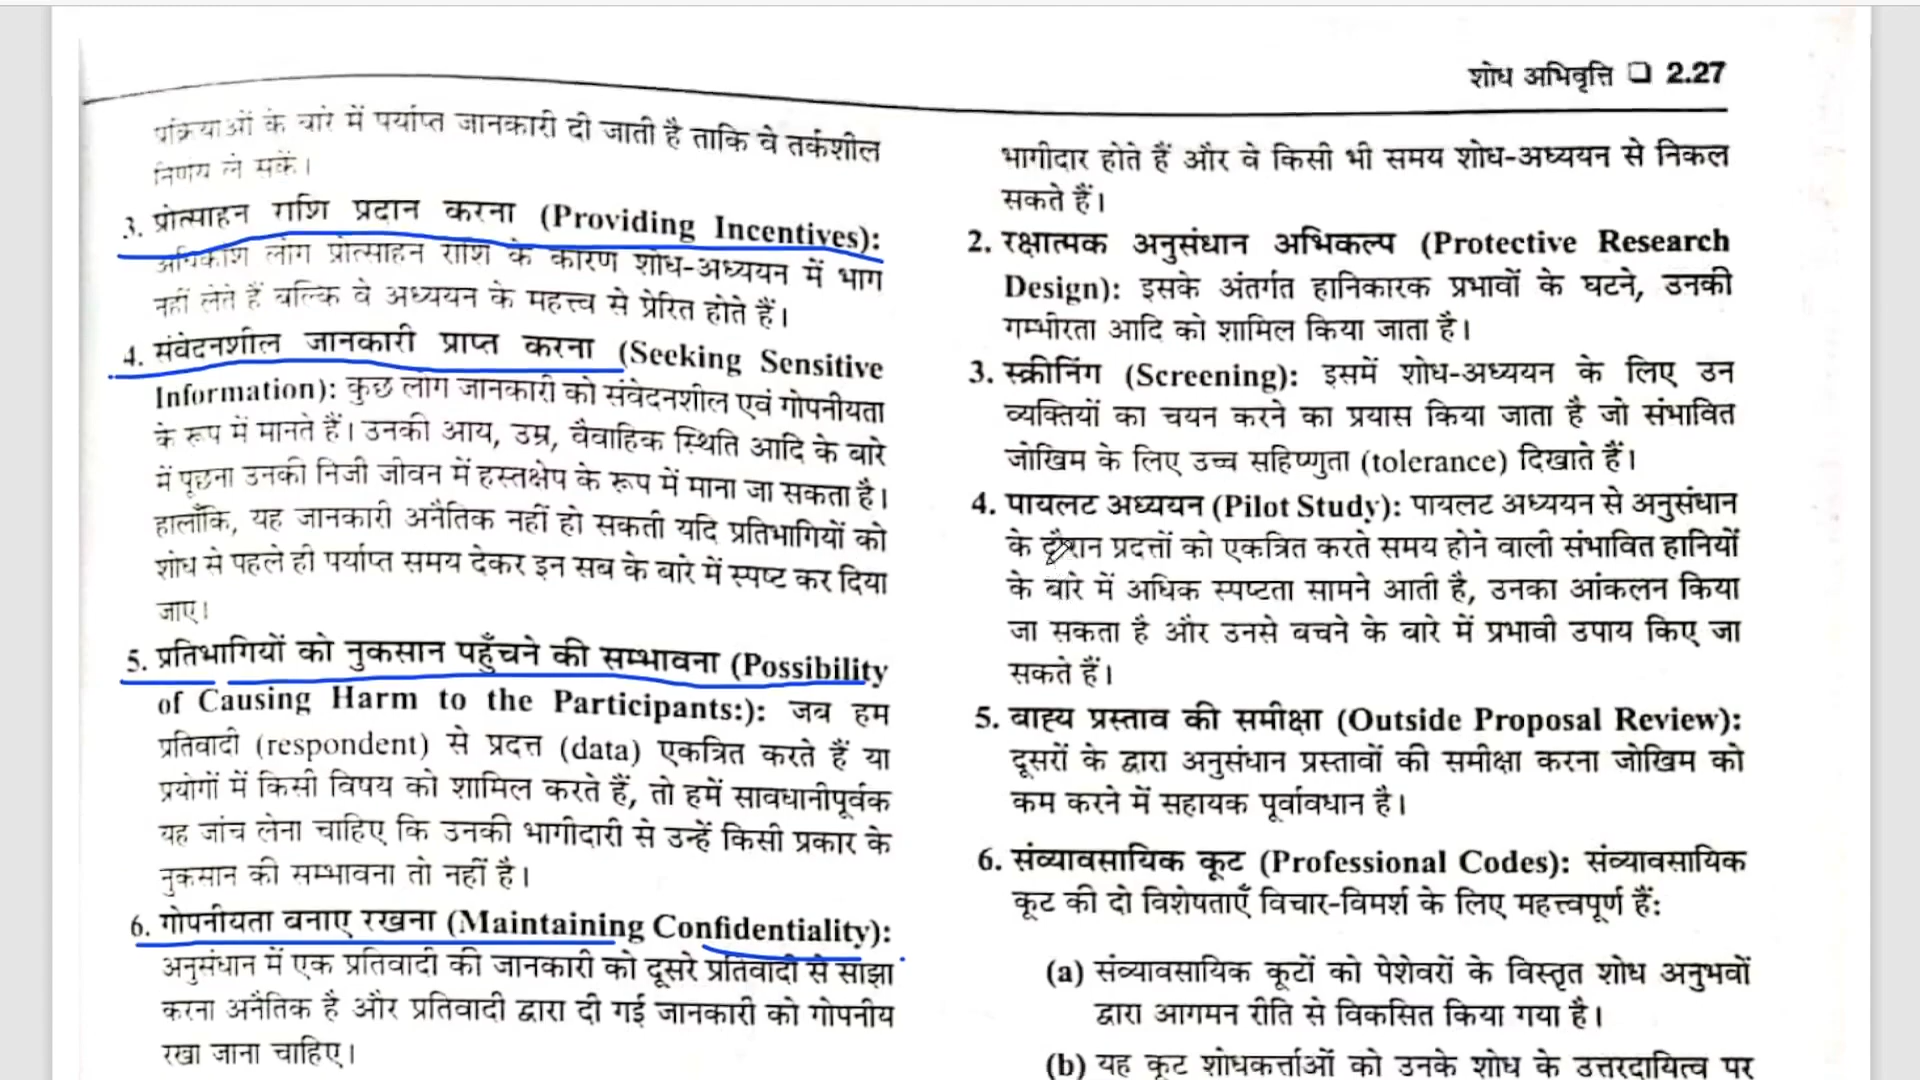 शोध अभिवृत्ति ❑ 2.27
प्रक्रियाओं के बारे में पर्याप्त जानकारी दी जाती है ताकि वे तर्कशील
निर्णय ले सकें।
3. प्रोत्साहन राशि प्रदान करना (Providing Incentives):
अधिकांश लोग प्रोत्साहन राशि के कारण शोध-अध्ययन में भाग
नहीं लेते हैं बल्कि वे अध्ययन के महत्त्व से प्रेरित होते हैं।
4. संवेदनशील जानकारी प्राप्त करना (Seeking Sensitive
Information): कुछ लोग जानकारी को संवेदनशील एवं गोपनीयता
के रूप में मानते हैं। उनकी आय, उम्र, वैवाहिक स्थिति आदि के बारे
में पूछना उनकी निजी जीवन में हस्तक्षेप के रूप में माना जा सकता है।
हालाँकि, यह जानकारी अनैतिक नहीं हो सकती यदि प्रतिभागियों को
शोध से पहले ही पर्याप्त समय देकर इन सब के बारे में स्पष्ट कर दिया
जाए।
5. प्रतिभागियों को नुकसान पहुँचने की सम्भावना (Possibility
of Causing Harm to the Participants:): जब हम
प्रतिवादी (respondent) से प्रदत्त (data) एकत्रित करते हैं या
प्रयोगों में किसी विषय को शामिल करते हैं, तो हमें सावधानीपूर्वक
यह जांच लेना चाहिए कि उनकी भागीदारी से उन्हें किसी प्रकार के
नुकसान की सम्भावना तो नहीं है।
6. गोपनीयता बनाए रखना (Maintaining Confidentiality):
अनुसंधान में एक प्रतिवादी की जानकारी को दूसरे प्रतिवादी से साझा
करना अनैतिक है और प्रतिवादी द्वारा दी गई जानकारी को गोपनीय
रखा जाना चाहिए।
भागीदार होते हैं और वे किसी भी समय शोध-अध्ययन से निकल
सकते हैं।
2. रक्षात्मक अनुसंधान अभिकल्प (Protective Research
Design): इसके अंतर्गत हानिकारक प्रभावों के घटने, उनकी
गम्भीरता आदि को शामिल किया जाता है।
3. स्क्रीनिंग (Screening): इसमें शोध-अध्ययन के लिए उन
व्यक्तियों का चयन करने का प्रयास किया जाता है जो संभावित
जोखिम के लिए उच्च सहिष्णुता (tolerance) दिखाते हैं।
4. पायलट अध्ययन (Pilot Study): पायलट अध्ययन से अनुसंधान
के दौरान प्रदत्तों को एकत्रित करते समय होने वाली संभावित हानियों
के बारे में अधिक स्पष्टता सामने आती है, उनका आंकलन किया
जा सकता है और उनसे बचने के बारे में प्रभावी उपाय किए जा
सकते हैं।
5. बाह्य प्रस्ताव की समीक्षा (Outside Proposal Review):
दूसरों के द्वारा अनुसंधान प्रस्तावों की समीक्षा करना जोखिम को
कम करने में सहायक पूर्वावधान है।
6. संव्यावसायिक कूट (Professional Codes): संव्यावसायिक
कूट की दो विशेषताएँ विचार-विमर्श के लिए महत्त्वपूर्ण हैं:
(a) संव्यावसायिक कूटों को पेशेवरों के विस्तृत शोध अनुभवों
द्वारा आगमन रीति से विकसित किया गया है।
(b) यह कूट शोधकर्त्ताओं को उनके शोध के उत्तरदायित्व पर